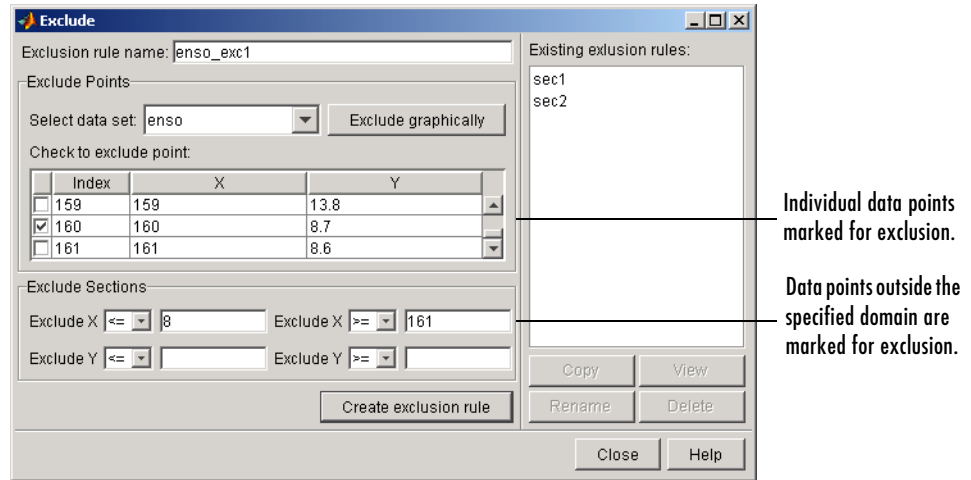 Exclude
Exclusion rule name: enso_exc1
Exclude Points
Select data set: enso
Exclude graphically
Check to exclude point:
Index X Y
159 159 13.8
160 160 8.7
161 161 8.6
Exclude Sections
Exclude X <= 8 Exclude X >= 161
Exclude Y <= Exclude Y >=
Create exclusion rule
Existing exlusion rules:
sec1
sec2
Copy View
Rename Delete
Close Help
Individual data points
marked for exclusion.
Data points outside the
specified domain are
marked for exclusion.